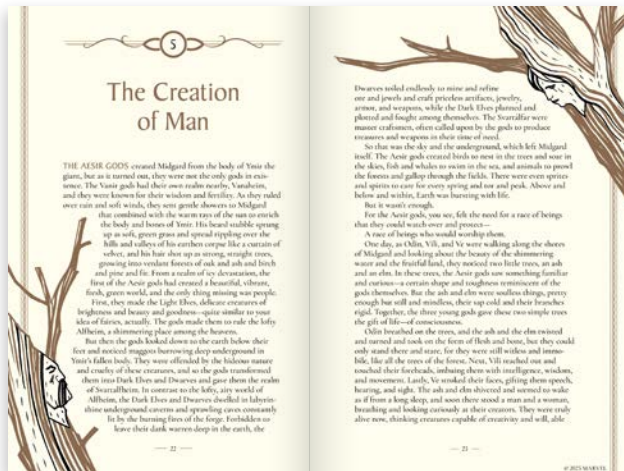 5
The Creation
of Man
THE AESIR GODS created Midgard from the body of Ymir the
giant, but as it turned out, they were not the only gods in exis-
tence. The Vanir gods had their own realm nearby, Vanaheim,
and they were known for their wisdom and fertility. As they ruled
over rain and soft winds, they sent gentle showers to Midgard
that combined with the warm rays of the sun to enrich
the body and bones of Ymir. His beard stubble sprung
up as soft, green grass and spread rippling over the
hills and valleys of his earthen corpse like a curtain of
velvet, and his hair shot up as strong, straight trees,
growing into verdant forests of oak and ash and birch
and pine and fir. From a realm of icy devastation, the
first of the Aesir gods had created a beautiful, vibrant,
fresh, green world, and the only thing missing was people.
First, they made the Light Elves, delicate creatures of
brightness and beauty and goodness—quite similar to your
idea of fairies, actually. The gods made them to rule the lofty
Alfheim, a shimmering place among the heavens.
But then the gods looked down to the earth below their
feet and noticed maggots burrowing deep underground in
Ymir's fallen body. They were offended by the hideous nature
and cruelty of these creatures, and so the gods transformed
them into Dark Elves and Dwarves and gave them the realm
of Svartalfheim. In contrast to the lofty, airy world of
Alfheim, the Dark Elves and Dwarves dwelled in labyrin-
thine underground caverns and sprawling caves constantly
lit by the burning fires of the forge. Forbidden to
leave their dank warren deep in the earth, the
22
Dwarves toiled endlessly to mine and refine
ore and jewels and craft priceless artifacts, jewelry,
armor, and weapons, while the Dark Elves planned and
plotted and fought among themselves. The Svartalfar were
master craftsmen, often called upon by the gods to produce
treasures and weapons in their time of need.
So that was the sky and the underground, which left Midgard
itself. The Aesir gods created birds to nest in the trees and soar in
the skies, fish and whales to swim in the sea, and animals to prowl
the forests and gallop through the fields. There were even sprites
and spirits to care for every spring and tor and peak. Above and
below and within, Earth was bursting with life.
But it wasn't enough.
For the Aesir gods, you see, felt the need for a race of beings
that they could watch over and protect—
A race of beings who would worship them.
One day, as Odin, Vili, and Ve were walking along the shores
of Midgard and looking about the beauty of the shimmering
water and the fruitful land, they noticed two little trees, an ash
and an elm. In these trees, the Aesir gods saw something familiar
and curious—a certain shape and toughness reminiscent of the
gods themselves. But the ash and elm were soulless things, pretty
enough but still and mindless, their sap cold and their branches
rigid. Together, the three young gods gave these two simple trees
the gift of life—of consciousness.
Odin breathed on the trees, and the ash and the elm twisted
and turned and took on the form of flesh and bone, but they could
only stand there and stare, for they were still witless and immo-
bile, like all the trees of the forest. Next, Vili reached out and
touched their foreheads, imbuing them with intelligence, wisdom,
and movement. Lastly, Ve stroked their faces, gifting them speech,
hearing, and sight. The ash and elm shivered and seemed to wake
as if from a long sleep, and soon there stood a man and a woman,
breathing and looking curiously at their creators. They were truly
alive now, thinking creatures capable of creativity and will, able
23
© 2025 MARVEL